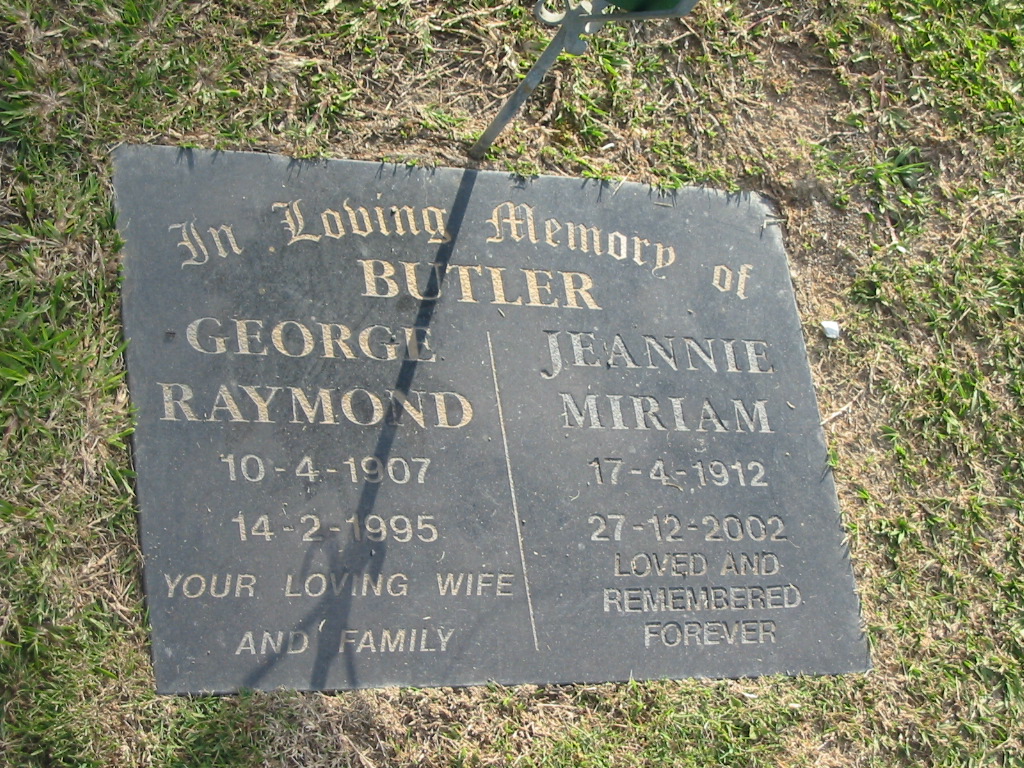 In Loving Memory of
BUTLER
GEORGE
RAYMOND
10-4-1907
14-2-1995
YOUR LOVING WIFE
AND FAMILY
JEANNIE
MIRIAM
17-4-1912
27-12-2002
LOVED AND
REMEMBERED
FOREVER